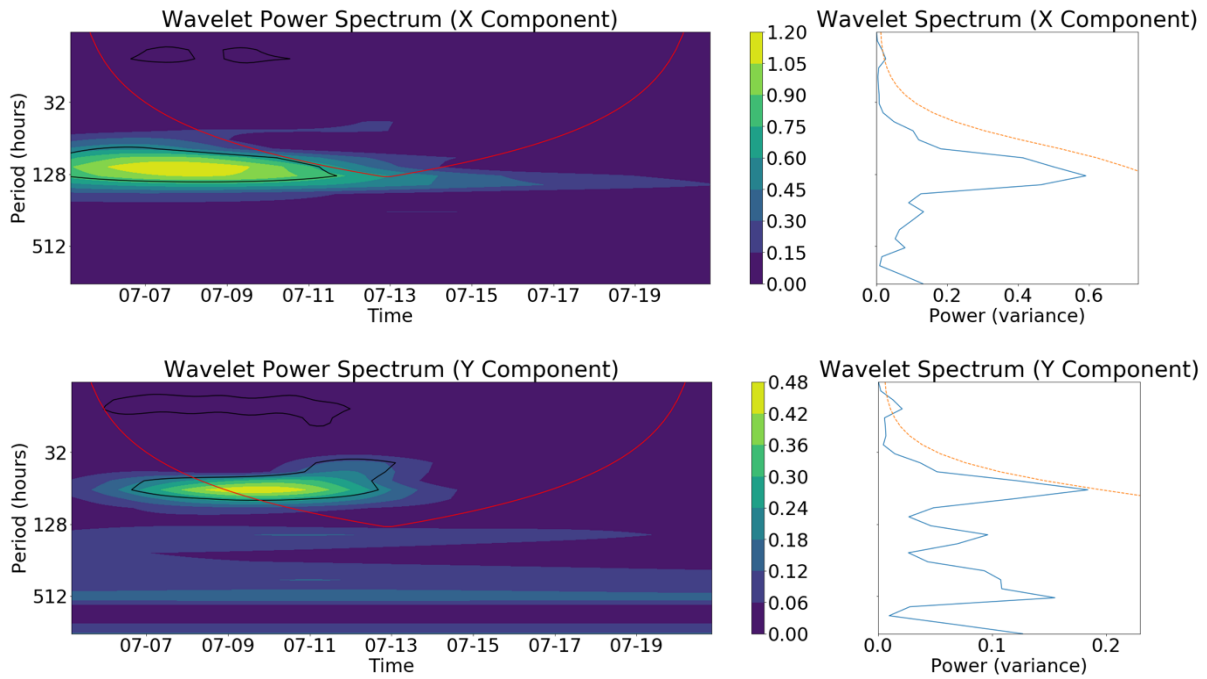 Wavelet Power Spectrum (X Component)
Wavelet Spectrum (X Component)
Period (hours)
32
128
512
07-07 07-09 07-11 07-13 07-15 07-17 07-19
Time
1.20
1.05
0.90
0.75
0.60
0.45
0.30
0.15
0.00
0.0 0.2 0.4 0.6
Power (variance)
Wavelet Power Spectrum (Y Component)
Wavelet Spectrum (Y Component)
Period (hours)
32
128
512
07-07 07-09 07-11 07-13 07-15 07-17 07-19
Time
0.48
0.42
0.36
0.30
0.24
0.18
0.12
0.06
0.00
0.0 0.1 0.2
Power (variance)